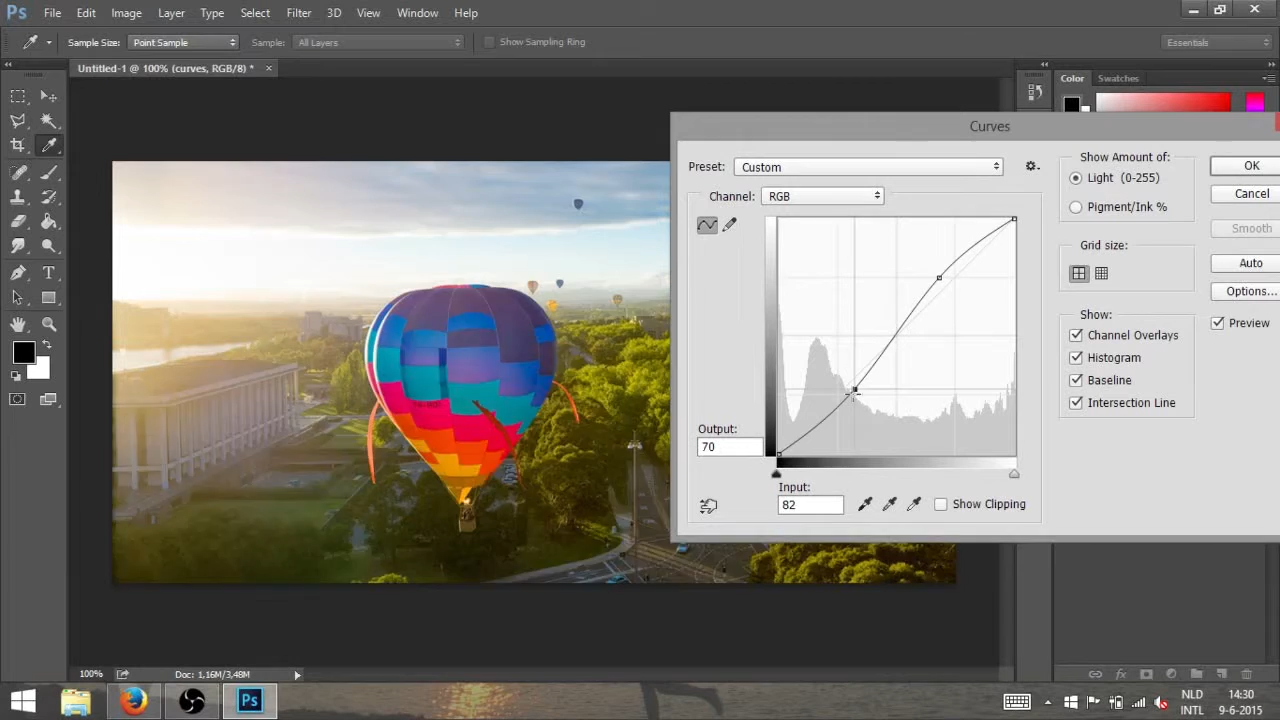 Ps File Edit Image Layer Type Select Filter 3D View Window Help
Sample Size: Point Sample Sample: All Layers Show Sampling Ring Essentials
Untitled-1 @ 100% (curves, RGB/8) * ×
Color Swatches
Curves
Preset: Custom
Channel: RGB
Output:
70
Input:
82
Show Clipping
Show Amount of:
Light (0-255)
Pigment/Ink %
Grid size:
Show:
Channel Overlays
Histogram
Baseline
Intersection Line
OK
Cancel
Smooth
Auto
Options...
Preview
100% Doc: 1,16M/3,48M
Ps
NLD
INTL
14:30
9-6-2015